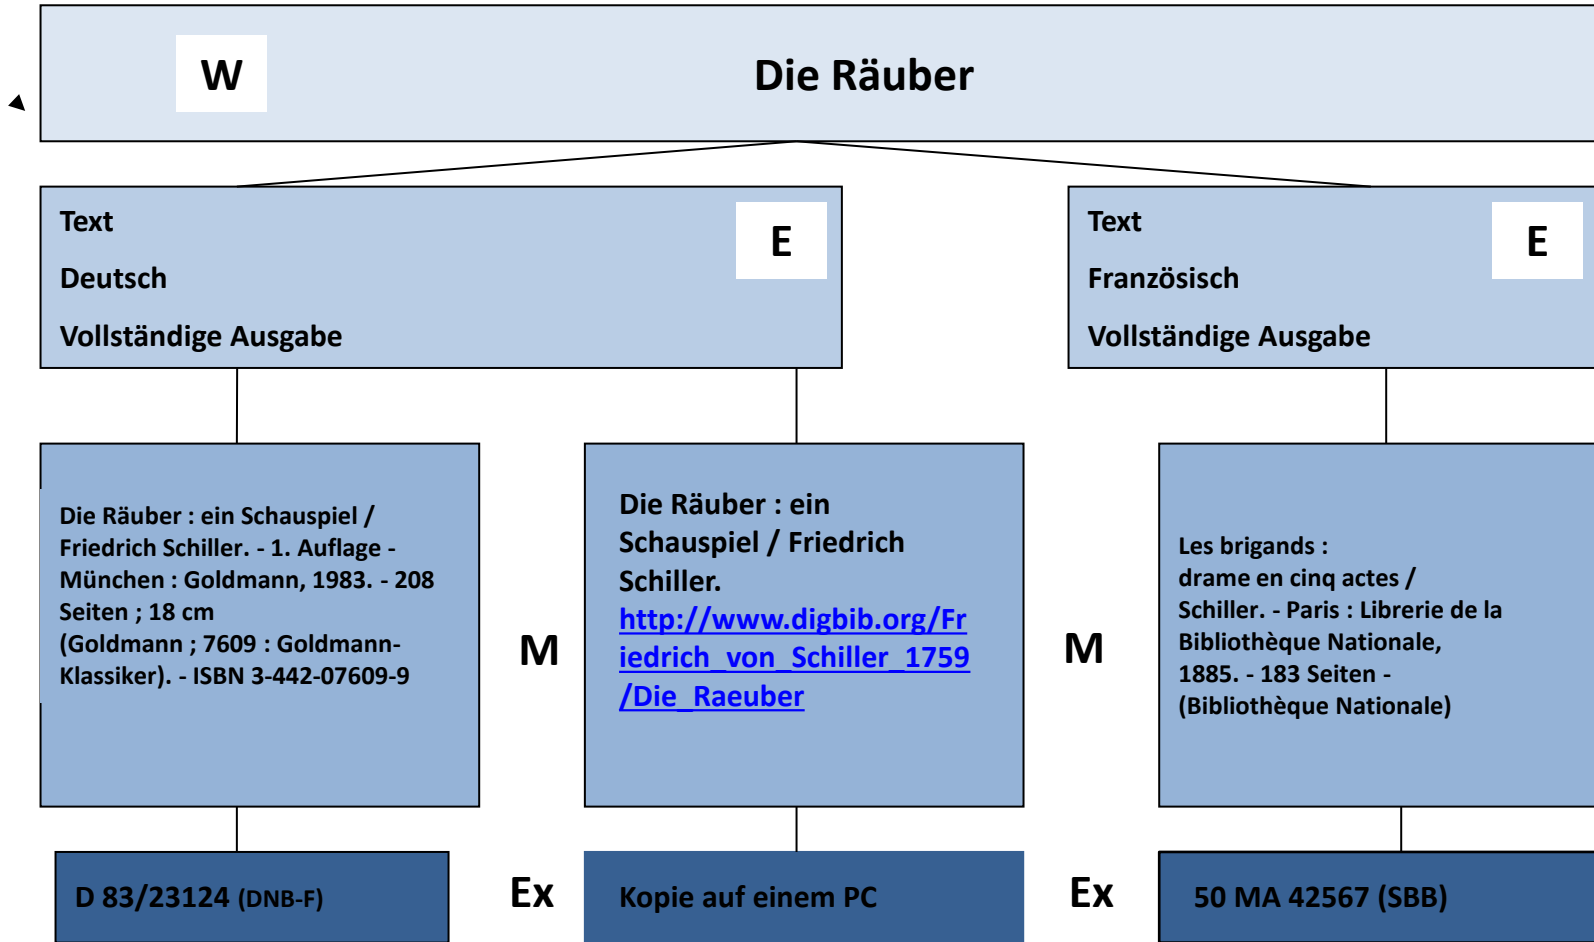 W
Die Räuber
Text
Deutsch
Vollständige Ausgabe
E
Text
Französisch
Vollständige Ausgabe
E
Die Räuber : ein Schauspiel /
Friedrich Schiller. - 1. Auflage -
München : Goldmann, 1983. - 208
Seiten ; 18 cm
(Goldmann ; 7609 : Goldmann-
Klassiker). - ISBN 3-442-07609-9
M
Die Räuber : ein
Schauspiel / Friedrich
Schiller.
http://www.digbib.org/Fr
iedrich_von_Schiller_1759
/Die_Raeuber
M
Les brigands :
drame en cinq actes /
Schiller. - Paris : Librerie de la
Bibliothèque Nationale,
1885. - 183 Seiten -
(Bibliothèque Nationale)
D 83/23124 (DNB-F)
Ex
Kopie auf einem PC
Ex
50 MA 42567 (SBB)